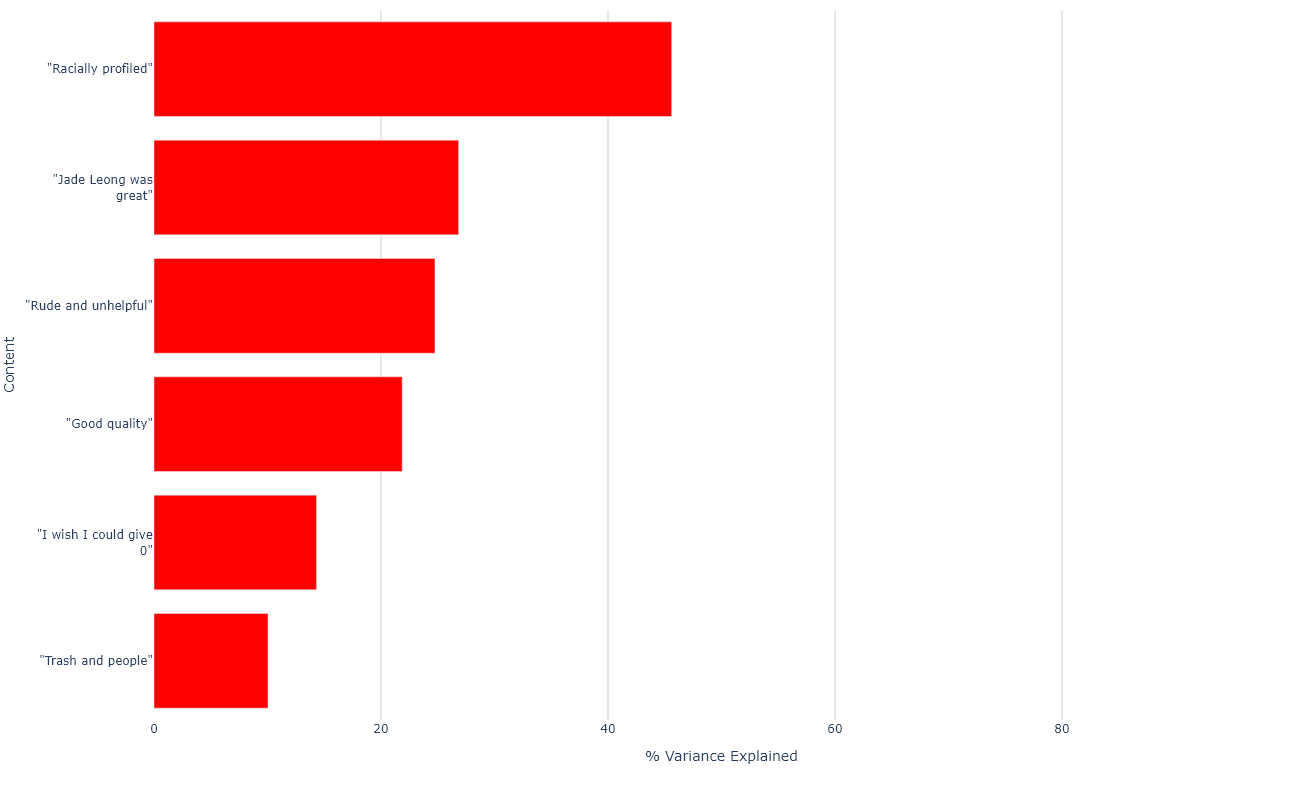 "Racially profiled"
"Jade Leong was
great"
"Rude and unhelpful"
Content
"Good quality"
"I wish I could give
0"
"Trash and people"
0
20
40
60
80
% Variance Explained